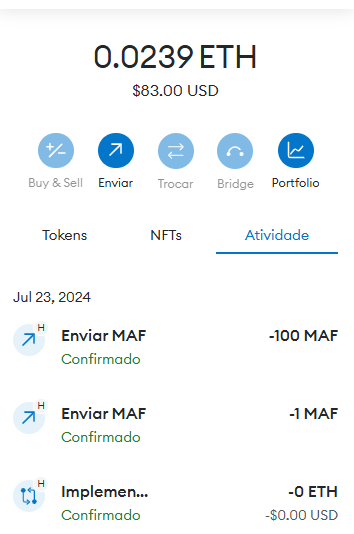 0.0239 ETH
$83.00 USD
Buy & Sell Enviar Trocar Bridge Portfolio
Tokens NFTs Atividade
Jul 23, 2024
H
Enviar MAF -100 MAF
Confirmado
H
Enviar MAF -1 MAF
Confirmado
H
Implemen... -0 ETH
Confirmado -$0.00 USD